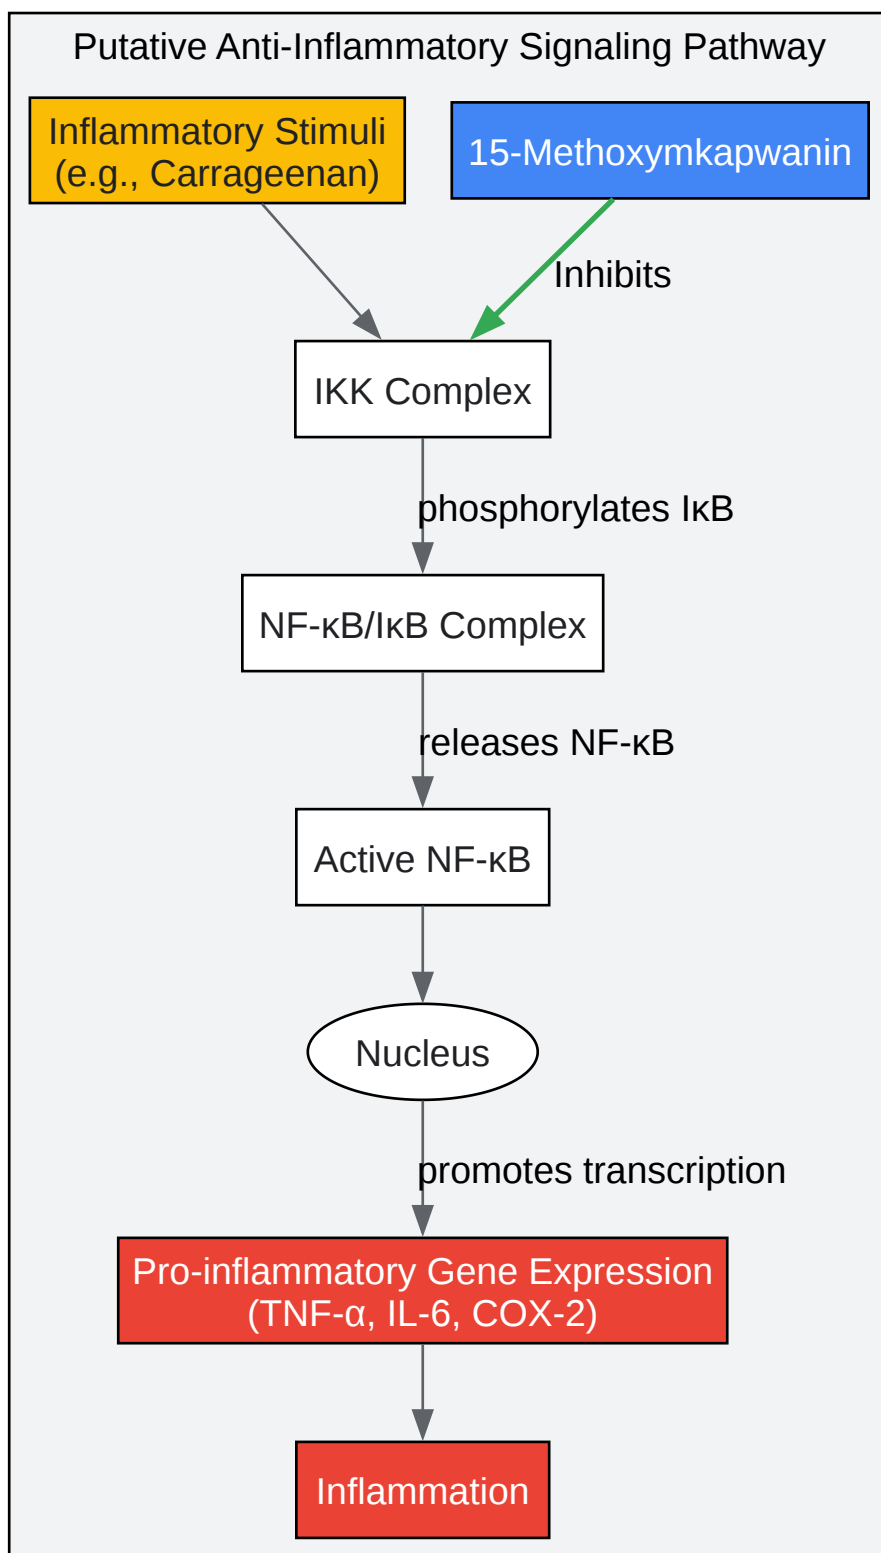 Putative Anti-Inflammatory Signaling Pathway
Inflammatory Stimuli
(e.g., Carrageenan)
15-Methoxymkapwanin
Inhibits
IKK Complex
phosphorylates IκB
NF-κB/IκB Complex
releases NF-κB
Active NF-κB
Nucleus
promotes transcription
Pro-inflammatory Gene Expression
(TNF-α, IL-6, COX-2)
Inflammation